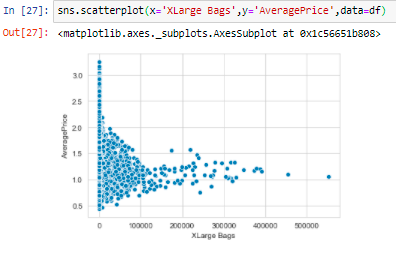 In [27]: sns.scatterplot(x='XLarge Bags',y='AveragePrice',data=df)
Out[27]: <matplotlib.axes._subplots.AxesSubplot at 0x1c56651b808>
3.0
2.5
2.0
1.5
1.0
0.5
AveragePrice
0 100000 200000 300000 400000 500000
XLarge Bags